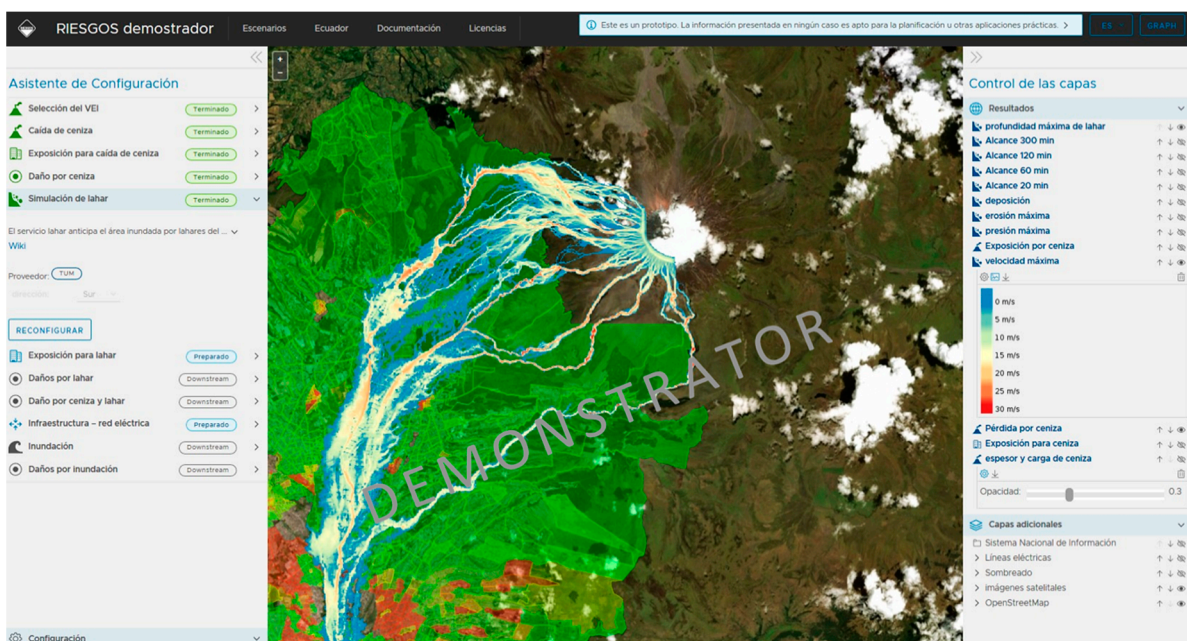 RIESGOS demostrador
Escenarios
Ecuador
Documentación
Licencias
Este es un prototipo. La información presentada en ningún caso es apto para la planificación u otras aplicaciones prácticas.
ES
GRAPH
Asistente de Configuración
Selección del VEI Terminado
Caída de ceniza Terminado
Exposición para caída de ceniza Terminado
Daño por ceniza Terminado
Simulación de lahar Terminado
El servicio lahar anticipa el área inundada por lahares del ...
Wiki
Proveedor: TUM
dirección: Sur
RECONFIGURAR
Exposición para lahar Preparado
Daños por lahar Downstream
Daño por ceniza y lahar Downstream
Infraestructura – red eléctrica Preparado
Inundación Downstream
Daños por inundación Downstream
Configuración
+
−
DEMONSTRATOR
Control de las capas
Resultados
profundidad máxima de lahar
Alcance 300 min
Alcance 120 min
Alcance 60 min
Alcance 20 min
deposición
erosión máxima
presión máxima
Exposición por ceniza
velocidad máxima
0 m/s
5 m/s
10 m/s
15 m/s
20 m/s
25 m/s
30 m/s
Pérdida por ceniza
Exposición para ceniza
espesor y carga de ceniza
Opacidad: 0.3
Capas adicionales
Sistema Nacional de Información
Líneas eléctricas
Sombreado
imágenes satelitales
OpenStreetMap